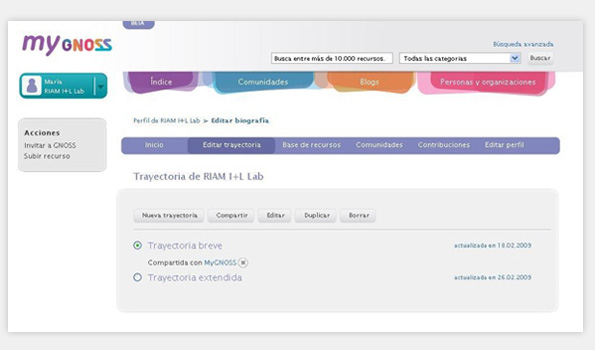 BETA
my GNOSS
Búsqueda avanzada
Busca entre más de 10.000 recursos. Todas las categorías Buscar
María
RIAM I+L Lab
Índice Comunidades Blogs Personas y organizaciones
Perfil de RIAM I+L Lab > Editar biografía
Acciones
Invitar a GNOSS
Subir recurso
Inicio Editar trayectoria Base de recursos Comunidades Contribuciones Editar perfil
Trayectoria de RIAM I+L Lab
Nueva trayectoria Compartir Editar Duplicar Borrar
Trayectoria breve actualizada en 18.02.2009
Compartida con MyGNOSS
Trayectoria extendida actualizada en 26.02.2009